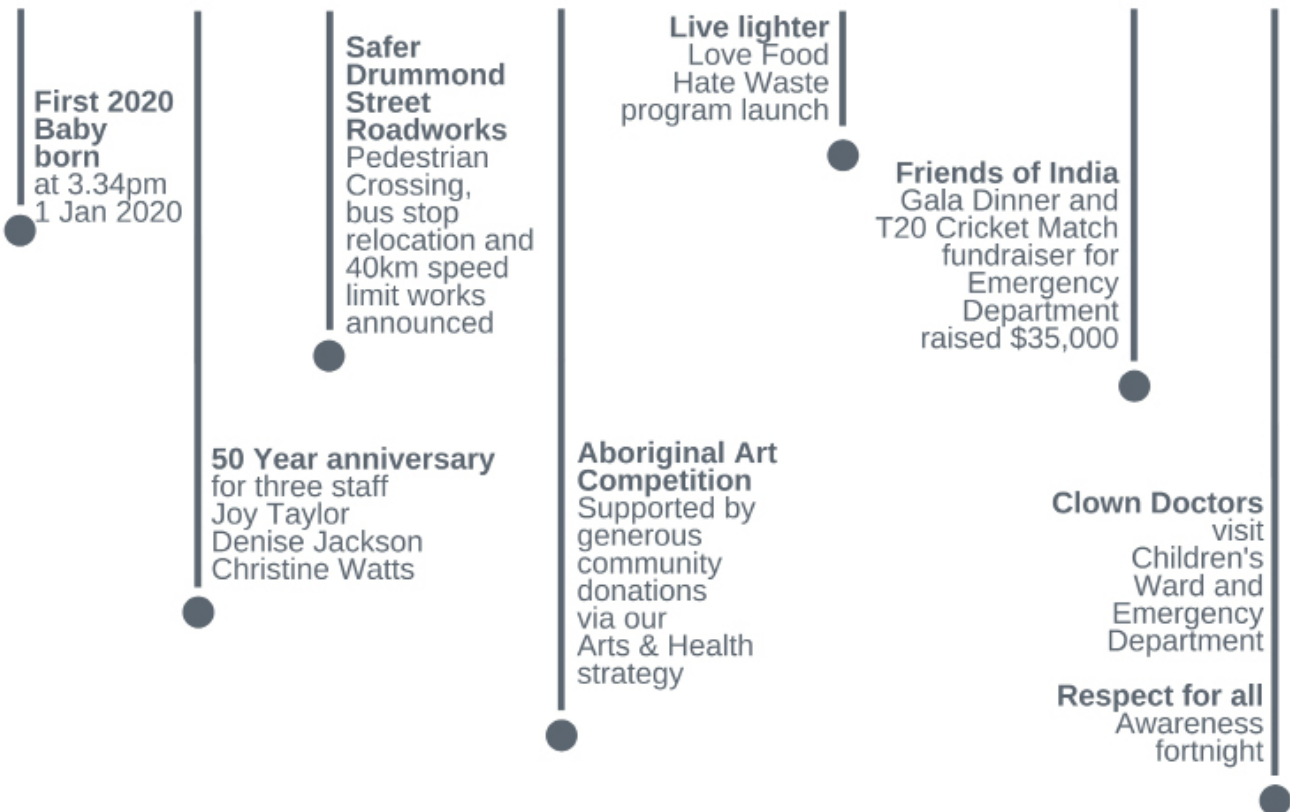 First 2020
Baby
born
at 3.34pm
1 Jan 2020
50 Year anniversary
for three staff
Joy Taylor
Denise Jackson
Christine Watts
Safer
Drummond
Street
Roadworks
Pedestrian
Crossing,
bus stop
relocation and
40km speed
limit works
announced
Aboriginal Art
Competition
Supported by
generous
community
donations
via our
Arts & Health
strategy
Live lighter
Love Food
Hate Waste
program launch
Friends of India
Gala Dinner and
T20 Cricket Match
fundraiser for
Emergency
Department
raised $35,000
Clown Doctors
visit
Children's
Ward and
Emergency
Department
Respect for all
Awareness
fortnight